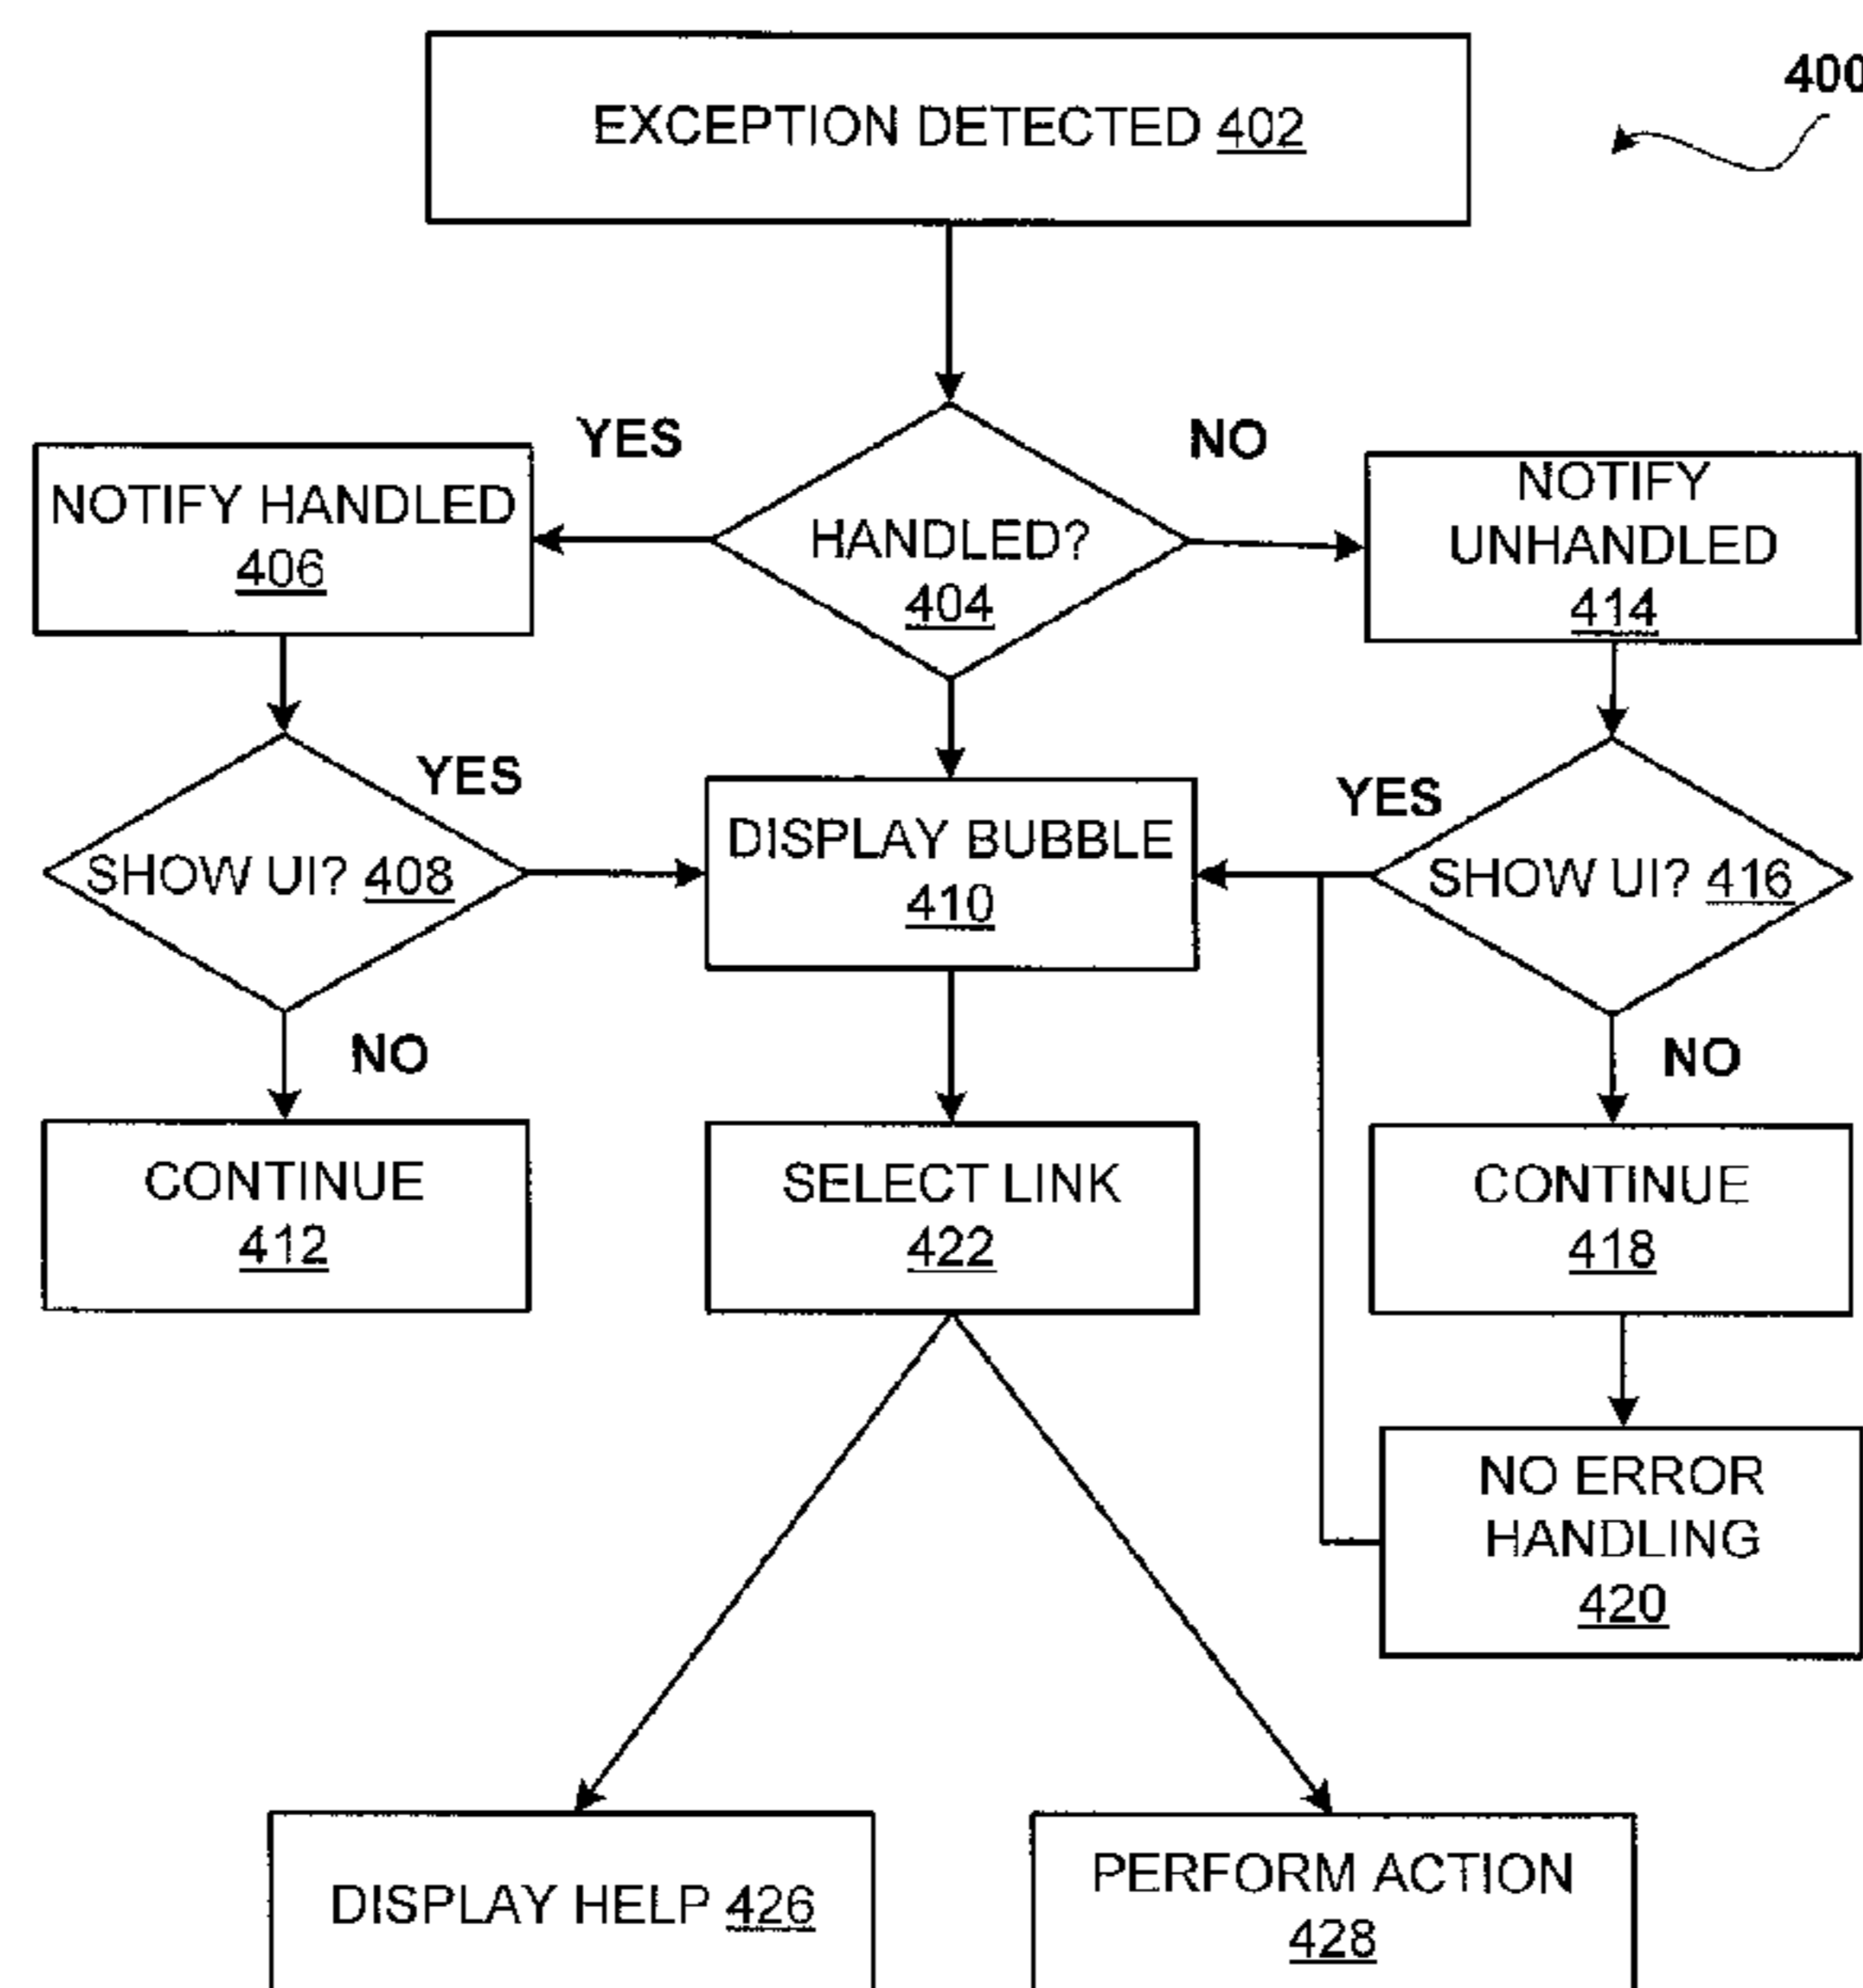 400
EXCEPTION DETECTED 402
YES
NO
NOTIFY HANDLED
406
HANDLED?
404
NOTIFY
UNHANDLED
414
YES
SHOW UI? 408
DISPLAY BUBBLE
410
YES
SHOW UI? 416
NO
NO
CONTINUE
412
SELECT LINK
422
CONTINUE
418
NO ERROR
HANDLING
420
DISPLAY HELP 426
PERFORM ACTION
428